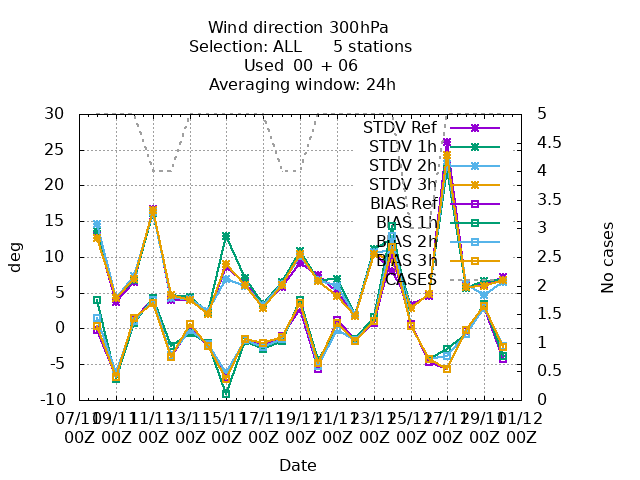 Wind direction 300hPa
Selection: ALL 5 stations
Used 00 + 06
Averaging window: 24h
30
25
20
15
10
5
0
-5
-10
deg
5
4.5
4
3.5
3
2.5
2
1.5
1
0.5
0
No cases
STDV Ref
STDV 1h
STDV 2h
STDV 3h
BIAS Ref
BIAS 1h
BIAS 2h
BIAS 3h
CASES
07/11 09/11 11/11 13/11 15/11 17/11 19/11 21/11 23/11 25/11 27/11 29/11 01/12
00Z 00Z 00Z 00Z 00Z 00Z 00Z 00Z 00Z 00Z 00Z 00Z 00Z
Date